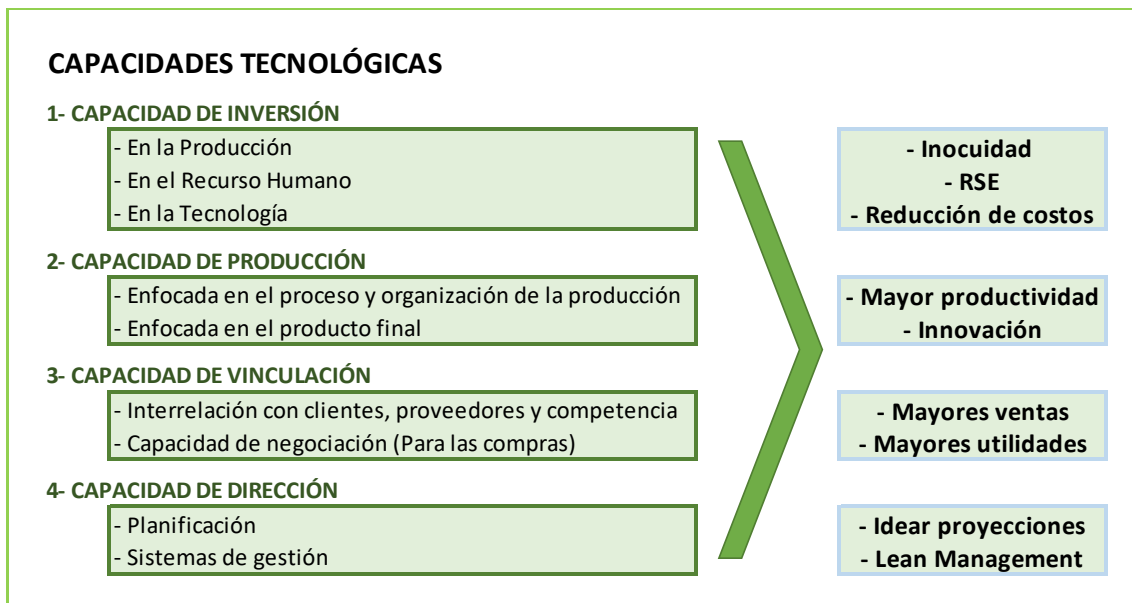 CAPACIDADES TECNOLÓGICAS
1- CAPACIDAD DE INVERSIÓN
- En la Producción
- En el Recurso Humano
- En la Tecnología
- Inocuidad
- RSE
- Reducción de costos
2- CAPACIDAD DE PRODUCCIÓN
- Enfocada en el proceso y organización de la producción
- Enfocada en el producto final
- Mayor productividad
- Innovación
3- CAPACIDAD DE VINCULACIÓN
- Interrelación con clientes, proveedores y competencia
- Capacidad de negociación (Para las compras)
- Mayores ventas
- Mayores utilidades
4- CAPACIDAD DE DIRECCIÓN
- Planificación
- Sistemas de gestión
- Idear proyecciones
- Lean Management